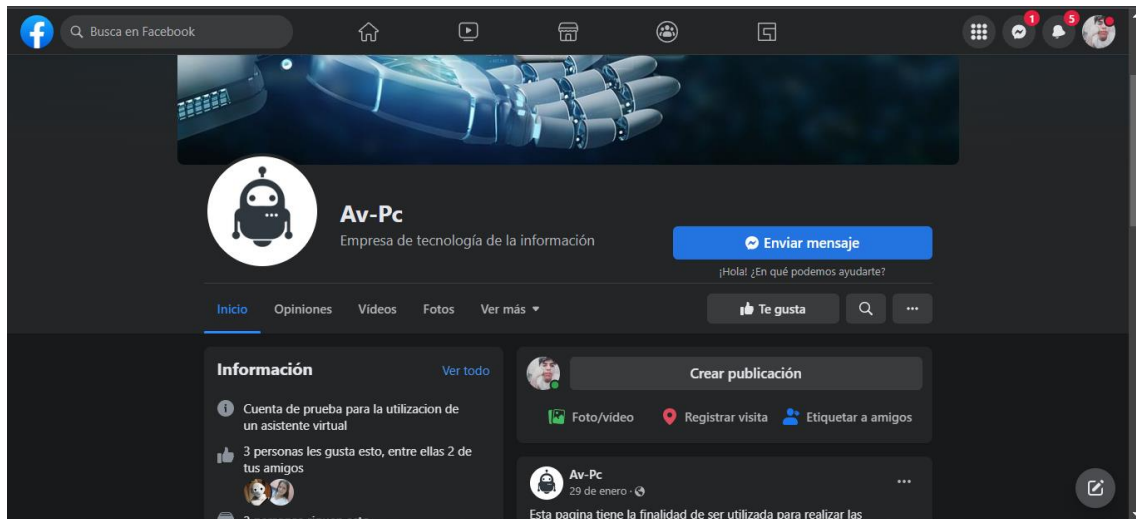 Busca en Facebook
1
5
Av-Pc
Empresa de tecnología de la información
Enviar mensaje
¡Hola! ¿En qué podemos ayudarte?
Inicio Opiniones Vídeos Fotos Ver más
Te gusta
Información Ver todo
Cuenta de prueba para la utilizacion de
un asistente virtual
3 personas les gusta esto, entre ellas 2 de
tus amigos
Crear publicación
Foto/vídeo Registrar visita Etiquetar a amigos
Av-Pc
29 de enero ·
Esta pagina tiene la finalidad de ser utilizada para realizar las